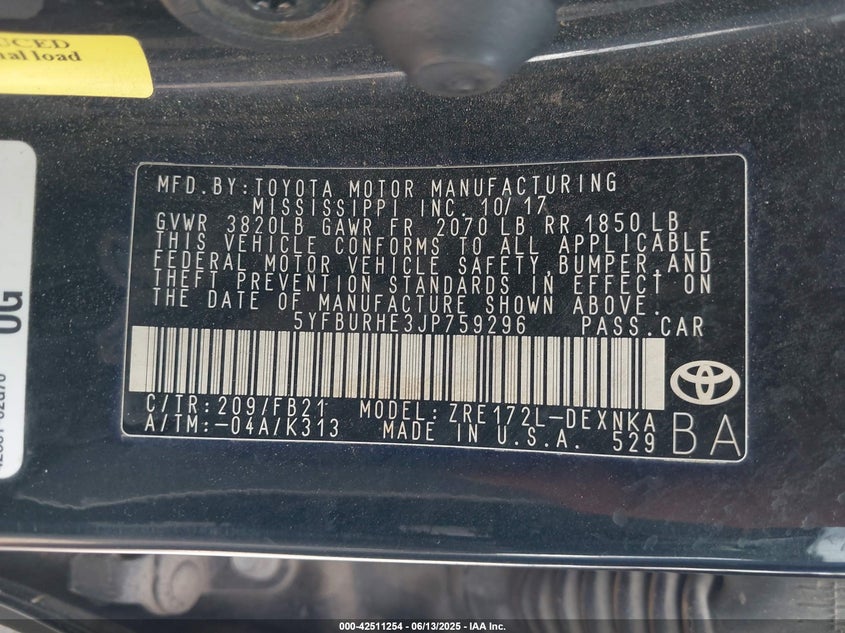 nal load
OG
MFD.BY:TOYOTA MOTOR MANUFACTURING
MISSISSIPPI INC. 10/17
GVWR 3820LB GAWR FR 2070 LB RR 1850 LB
THIS VEHICLE CONFORMS TO ALL APPLICABLE
FEDERAL MOTOR VEHICLE SAFETY,BUMPER,AND
THEFT PREVENTION STANDARDS IN EFFECT ON
THE DATE OF MANUFACTURE SHOWN ABOVE.
5YFBURHE3JP759296 PASS.CAR
C/TR:209/FB21 MODEL: ZRE172L-DEXNKA
A/TM:-04A/K313 MADE IN U.S.A. 529
BA
000-42511254 - 06/13/2025 - IAA Inc.